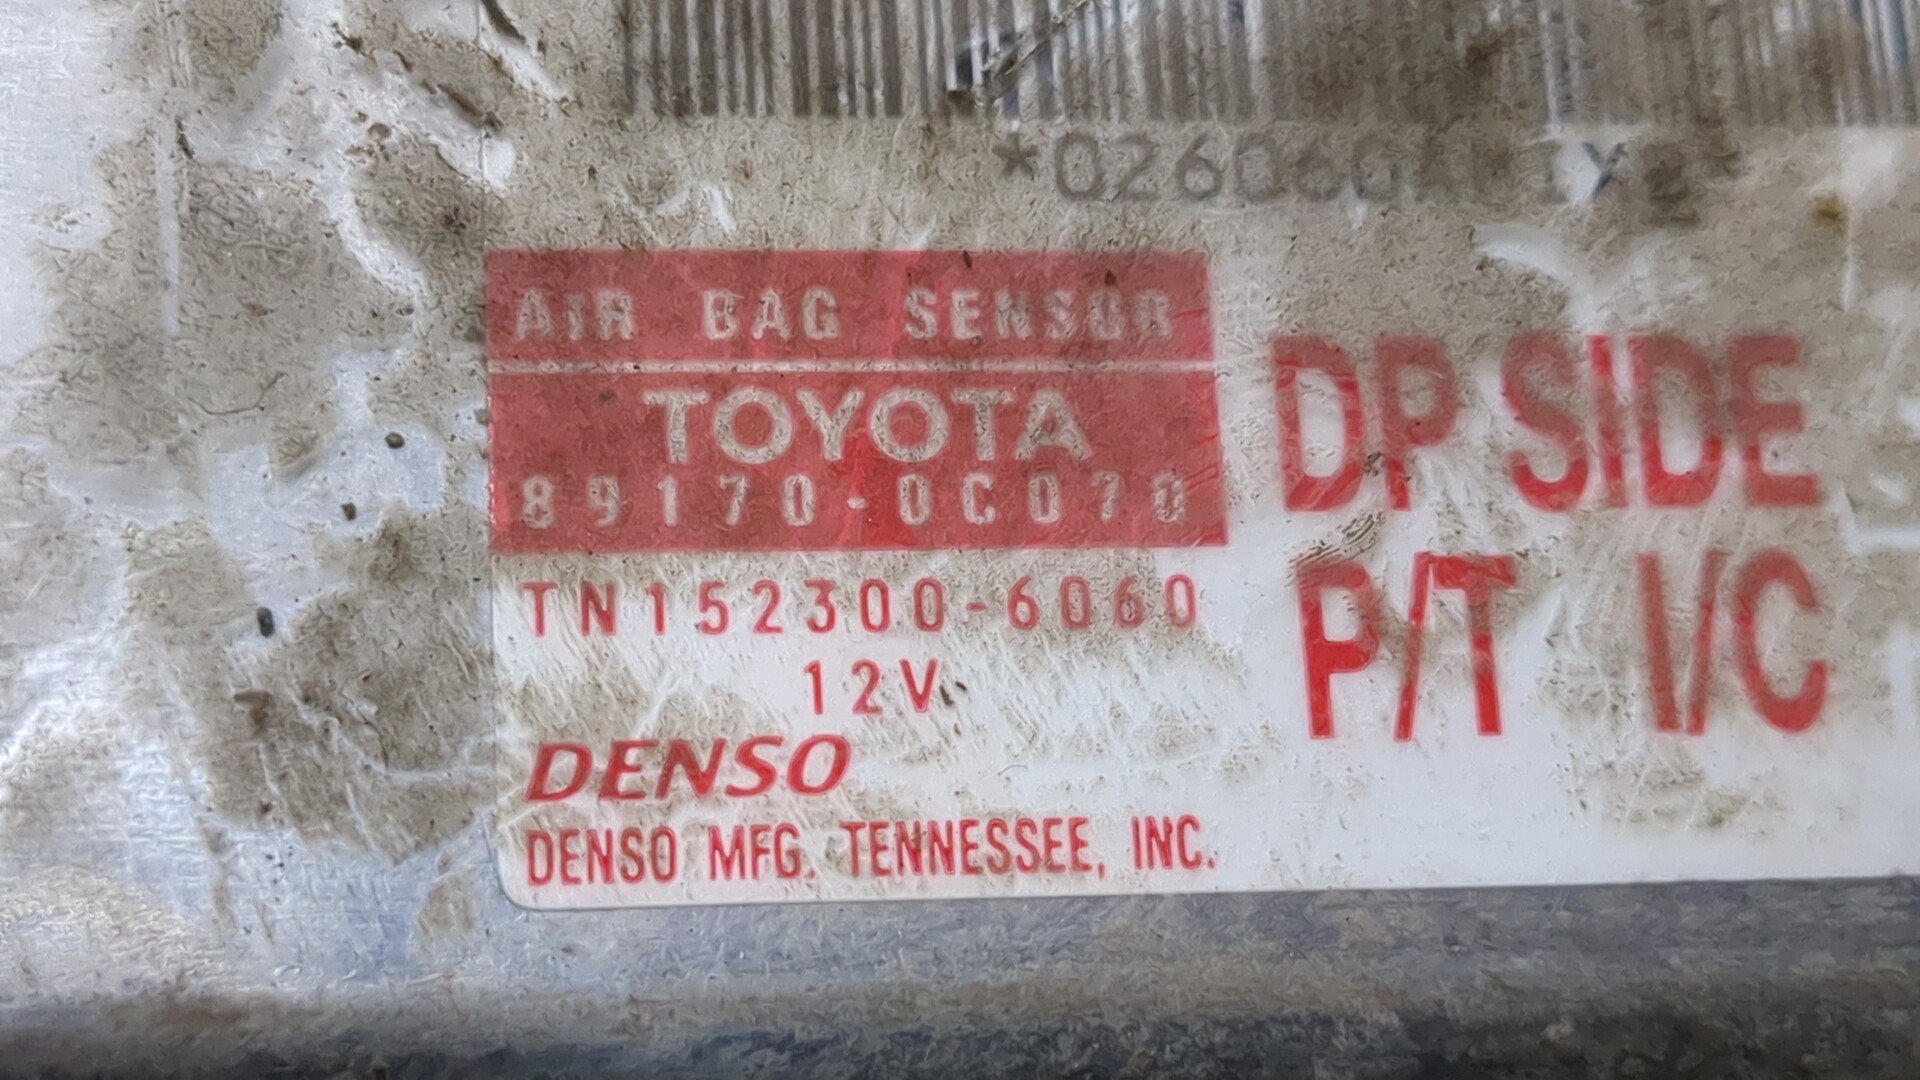 AIR BAG SENSOR
TOYOTA
89170-0C070
TN152300-6060
12V
DENSO
DENSO MFG. TENNESSEE, INC.
DP SIDE
P/T I/C